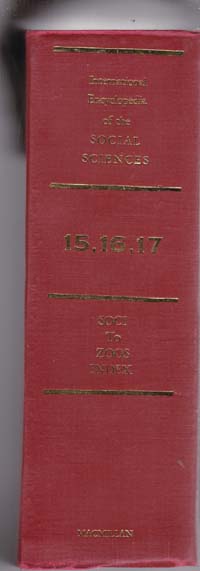 International
Encyclopedia
of the
SOCIAL
SCIENCES
15.16.17
SOCI
To
ZOOS
INDEX
MACMILLAN